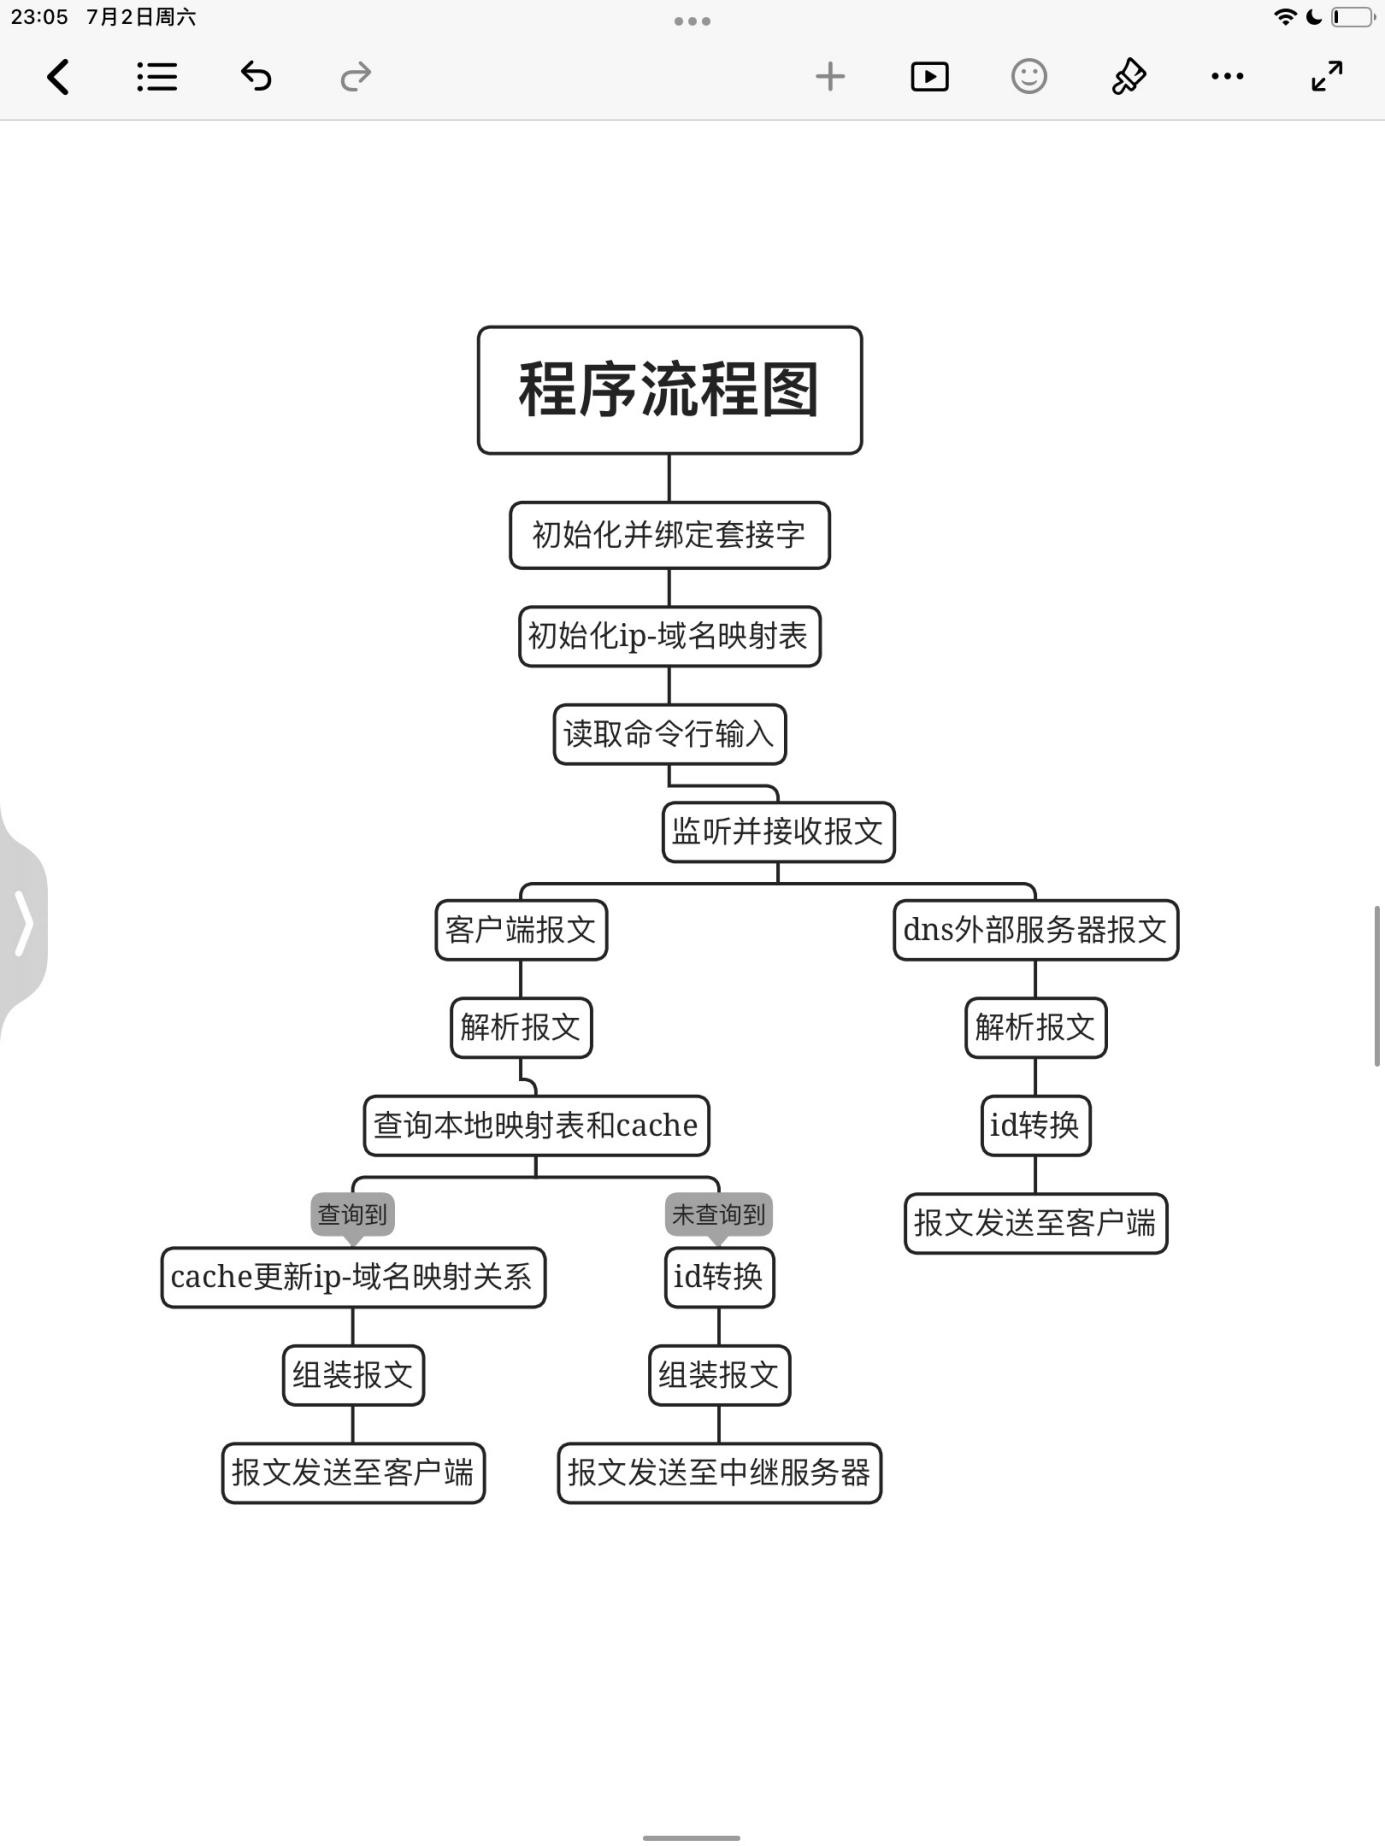 23:05 7月2日周六
程序流程图
初始化并绑定套接字
初始化ip-域名映射表
读取命令行输入
监听并接收报文
客户端报文
dns外部服务器报文
解析报文
解析报文
查询本地映射表和cache
id转换
查询到
未查询到
报文发送至客户端
cache更新ip-域名映射关系
id转换
组装报文
组装报文
报文发送至客户端
报文发送至中继服务器